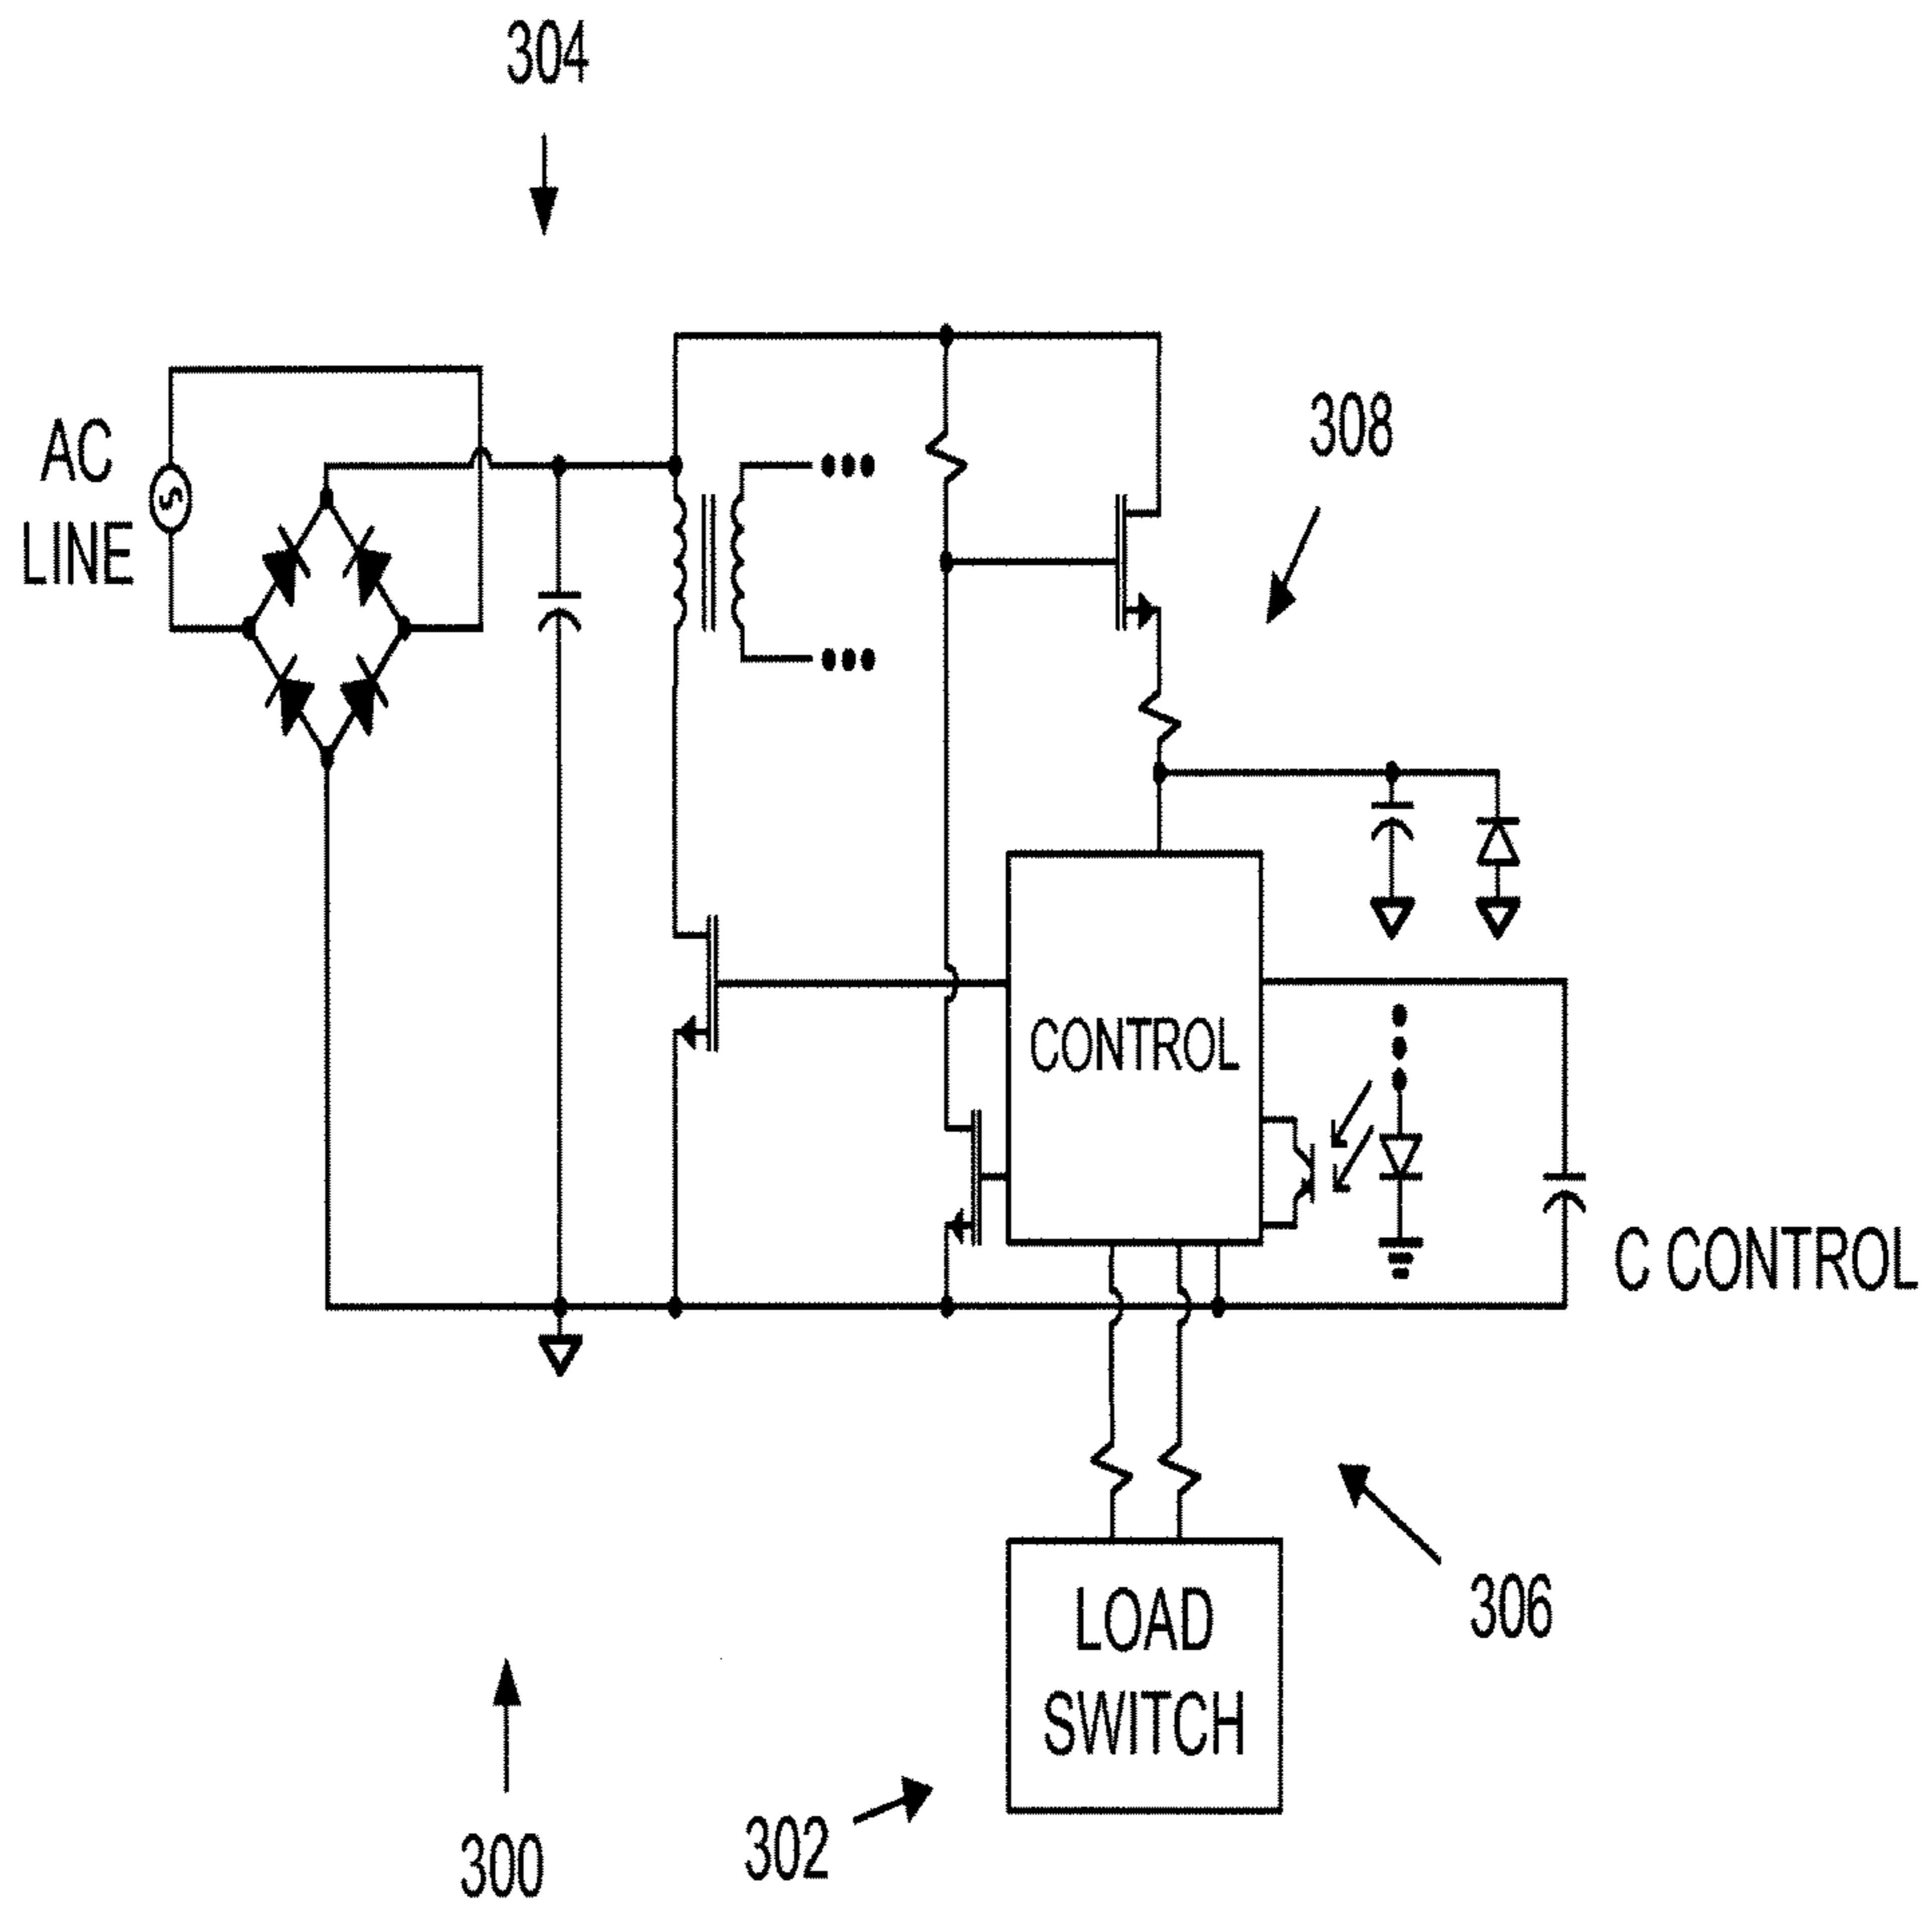 304
308
AC
LINE
CONTROL
C CONTROL
306
LOAD
SWITCH
302
300